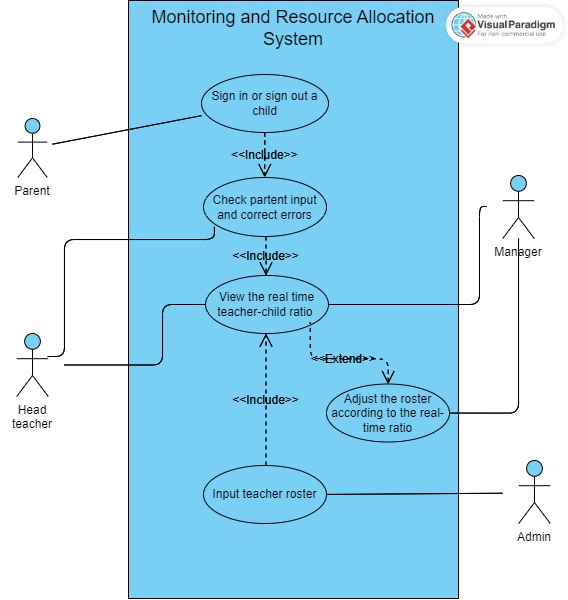 Monitoring and Resource Allocation
System
Made with
Visual Paradigm
For non-commercial use
Sign in or sign out a
child
<<Include>>
Parent
Check partent input
and correct errors
Manager
<<Include>>
View the real time
teacher-child ratio
<<Extend>>
Head
teacher
<<Include>>
Adjust the roster
according to the real-
time ratio
Input teacher roster
Admin